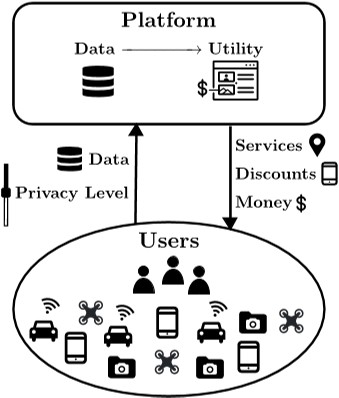 Platform
Data Utility
$
Data
Privacy Level
Services
Discounts
Money $
Users